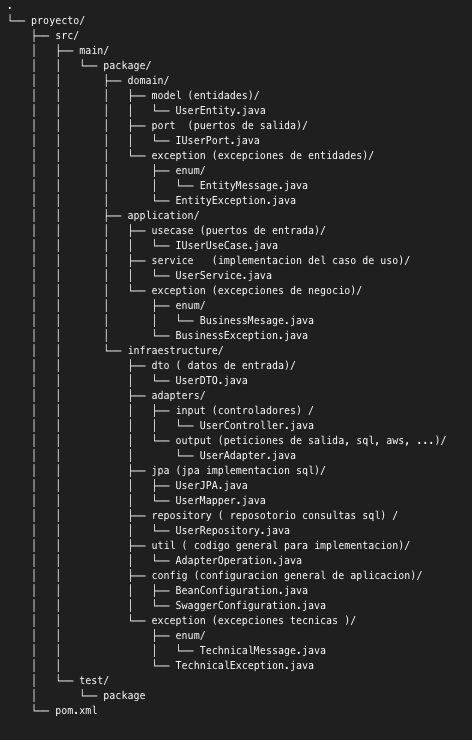 .
└── proyecto/
    ├── src/
    │   ├── main/
    │   │   └── package/
    │   │       ├── domain/
    │   │       │   ├── model (entidades)/
    │   │       │   │   └── UserEntity.java
    │   │       │   ├── port  (puertos de salida)/
    │   │       │   │   └── IUserPort.java
    │   │       │   └── exception (excepciones de entidades)/
    │   │       │       ├── enum/
    │   │       │       │   └── EntityMessage.java
    │   │       │       └── EntityException.java
    │   │       ├── application/
    │   │       │   ├── usecase (puertos de entrada)/
    │   │       │   │   └── IUserUseCase.java
    │   │       │   ├── service   (implementacion del caso de uso)/
    │   │       │   │   └── UserService.java
    │   │       │   └── exception (excepciones de negocio)/
    │   │       │       ├── enum/
    │   │       │       │   └── BusinessMesage.java
    │   │       │       └── BusinessException.java
    │   │       └── infraestructure/
    │   │           ├── dto ( datos de entrada)/
    │   │           │   └── UserDTO.java
    │   │           ├── adapters/
    │   │           │   ├── input (controladores) /
    │   │           │   │   └── UserController.java
    │   │           │   └── output (peticiones de salida, sql, aws, ...)/
    │   │           │       └── UserAdapter.java
    │   │           ├── jpa (jpa implementacion sql)/
    │   │           │   ├── UserJPA.java
    │   │           │   └── UserMapper.java
    │   │           ├── repository ( reposotorio consultas sql) /
    │   │           │   └── UserRepository.java
    │   │           ├── util ( codigo general para implementacion)/
    │   │           │   └── AdapterOperation.java
    │   │           ├── config (configuracion general de aplicacion)/
    │   │           │   ├── BeanConfiguration.java
    │   │           │   └── SwaggerConfiguration.java
    │   │           └── exception (excepciones tecnicas )/
    │   │               ├── enum/
    │   │               │   └── TechnicalMessage.java
    │   │               └── TechnicalException.java
    │   └── test/
    │       └── package
    └── pom.xml